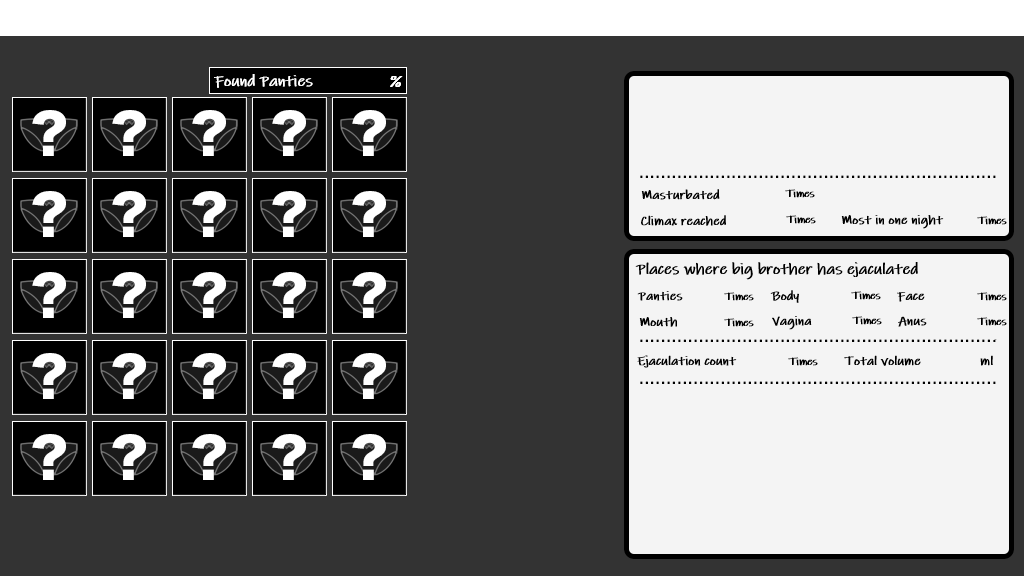 Found Panties %
? ? ? ? ?
? ? ? ? ?
? ? ? ? ?
? ? ? ? ?
? ? ? ? ?
Masturbated Times
Climax reached Times Most in one night Times
Places where big brother has ejaculated
Panties Times Body Times Face Times
Mouth Times Vagina Times Anus Times
Ejaculation count Times Total volume ml